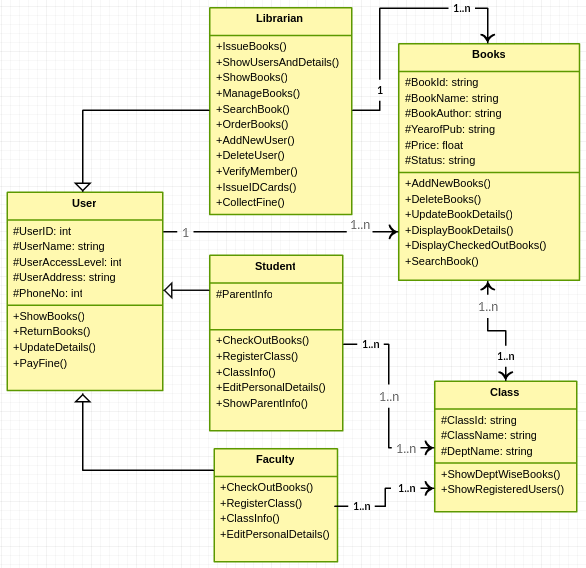 Librarian
+IssueBooks()
+ShowUsersAndDetails()
+ShowBooks()
+ManageBooks()
+SearchBook()
+OrderBooks()
+AddNewUser()
+DeleteUser()
+VerifyMember()
+IssueIDCards()
+CollectFine()
1
1..n
Books
#BookId: string
#BookName: string
#BookAuthor: string
#YearofPub: string
#Price: float
#Status: string
+AddNewBooks()
+DeleteBooks()
+UpdateBookDetails()
+DisplayBookDetails()
+DisplayCheckedOutBooks()
+SearchBook()
User
#UserID: int
#UserName: string
#UserAccessLevel: int
#UserAddress: string
#PhoneNo: int
+ShowBooks()
+ReturnBooks()
+UpdateDetails()
+PayFine()
1
1..n
Student
#ParentInfo
+CheckOutBooks()
+RegisterClass()
+ClassInfo()
+EditPersonalDetails()
+ShowParentInfo()
1..n
1..n
1..n
1..n
1..n
Class
#ClassId: string
#ClassName: string
#DeptName: string
+ShowDeptWiseBooks()
+ShowRegisteredUsers()
Faculty
+CheckOutBooks()
+RegisterClass()
+ClassInfo()
+EditPersonalDetails()
1..n
1..n